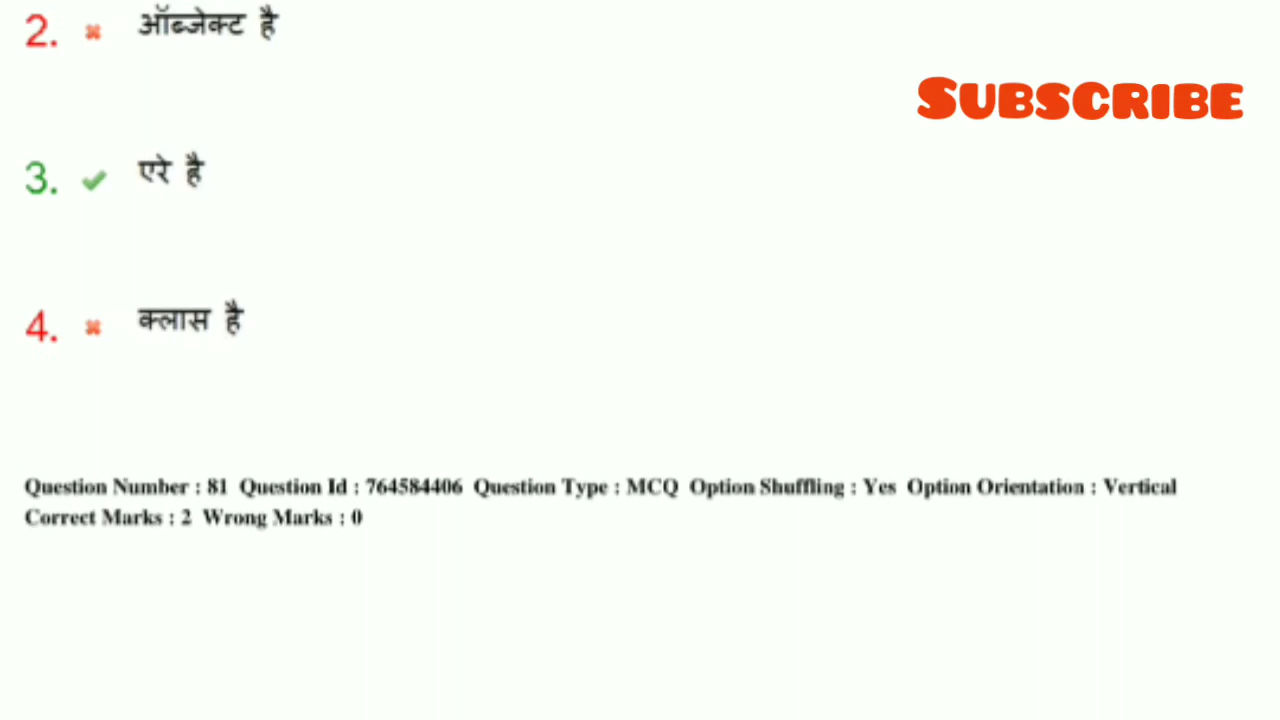 2. ऑब्जेक्ट है
SUBSCRIBE
3. एरे है
4. क्लास है
Question Number : 81 Question Id : 764584406 Question Type : MCQ Option Shuffling : Yes Option Orientation : Vertical
Correct Marks : 2 Wrong Marks : 0